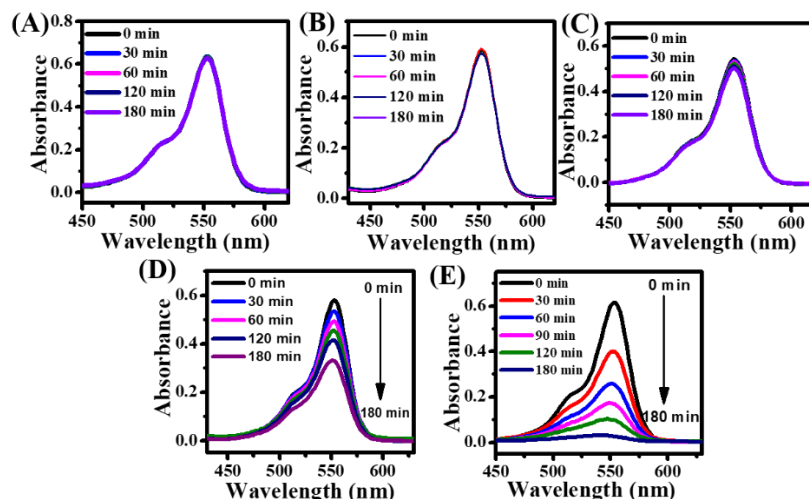 (A)
0.8
0.6
0.4
0.2
0.0
Absorbance
0 min
30 min
60 min
120 min
180 min
450 500 550 600
Wavelength (nm)
(B)
0.6
0.4
0.2
0.0
Absorbance
0 min
30 min
60 min
120 min
180 min
450 500 550 600
Wavelength (nm)
(C)
0.6
0.4
0.2
0.0
Absorbance
0 min
30 min
60 min
120 min
180 min
450 500 550 600
Wavelength (nm)
(D)
0.6
0.4
0.2
0.0
Absorbance
0 min
30 min
60 min
120 min
180 min
0 min
180 min
450 500 550 600
Wavelength (nm)
(E)
0.6
0.4
0.2
0.0
Absorbance
0 min
30 min
60 min
90 min
120 min
180 min
0 min
180 min
450 500 550 600
Wavelength (nm)